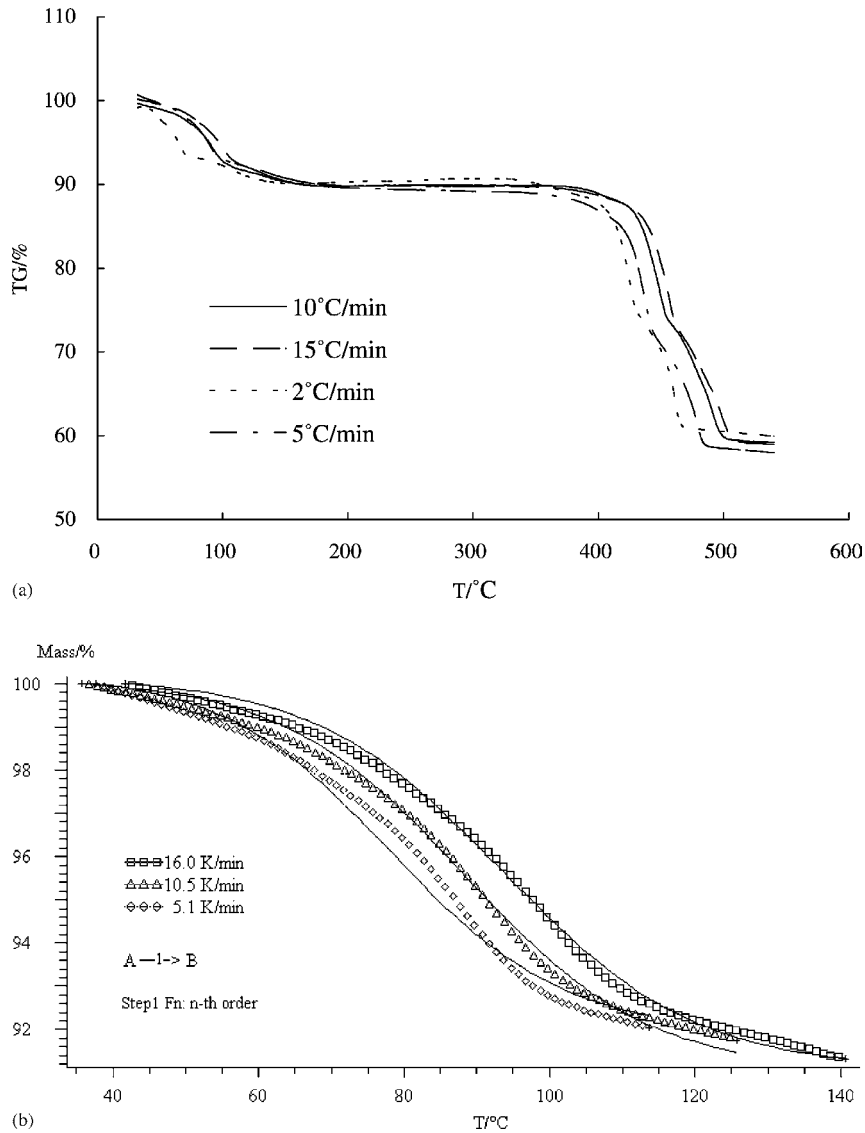 110
100
90
80
70
60
50
TG/%
10°C/min
15°C/min
2°C/min
5°C/min
0 100 200 300 400 500 600
T/°C
(a)
Mass/%
100
98
96
94
92
16.0 K/min
10.5 K/min
5.1 K/min
A —1-> B
Step1 Fn: n-th order
40 60 80 100 120 140
T/°C
(b)